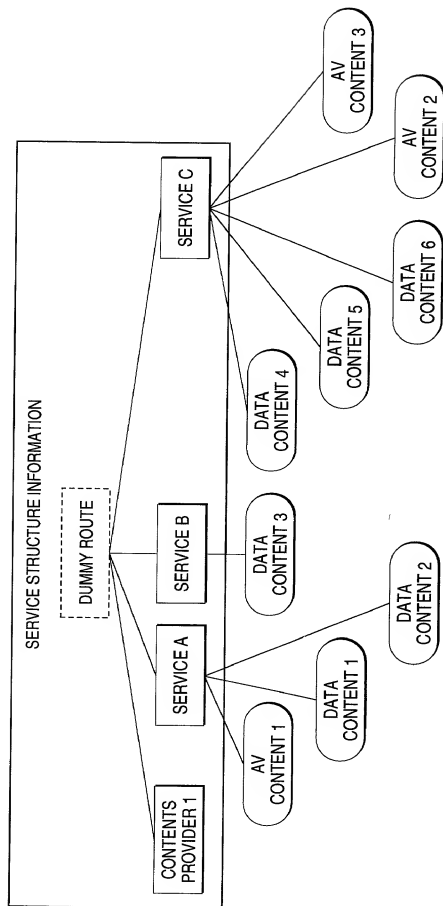 SERVICE STRUCTURE INFORMATION
DUMMY ROUTE
CONTENTS
PROVIDER 1
SERVICE A
SERVICE B
SERVICE C
AV
CONTENT 1
DATA
CONTENT 1
DATA
CONTENT 2
DATA
CONTENT 3
DATA
CONTENT 4
DATA
CONTENT 5
DATA
CONTENT 6
AV
CONTENT 2
AV
CONTENT 3